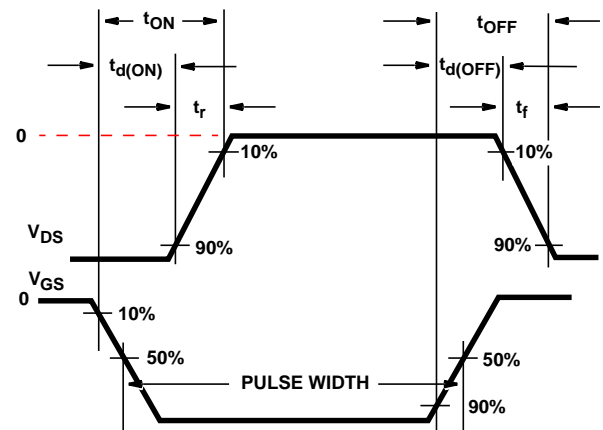 tON
tOFF
td(ON)
td(OFF)
tr
tf
0
10%
10%
VDS
90%
90%
VGS
0
10%
50%
50%
PULSE WIDTH
90%